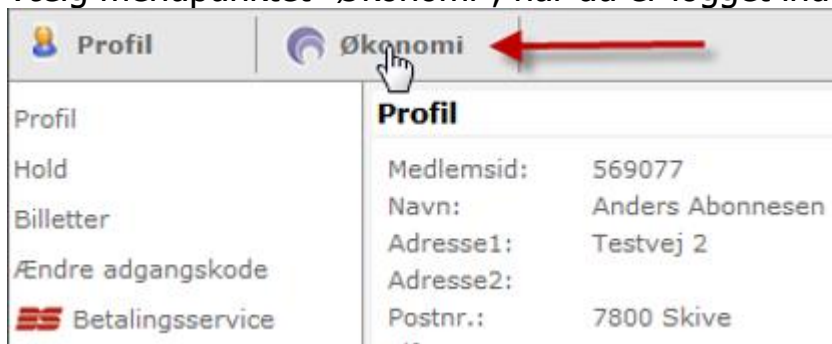 Profil Økonomi
Profil
Hold
Billetter
Ændre adgangskode
BS Betalingsservice
Profil
Medlemsid: 569077
Navn: Anders Abonnesen
Adresse1: Testvej 2
Adresse2:
Postnr.: 7800 Skive